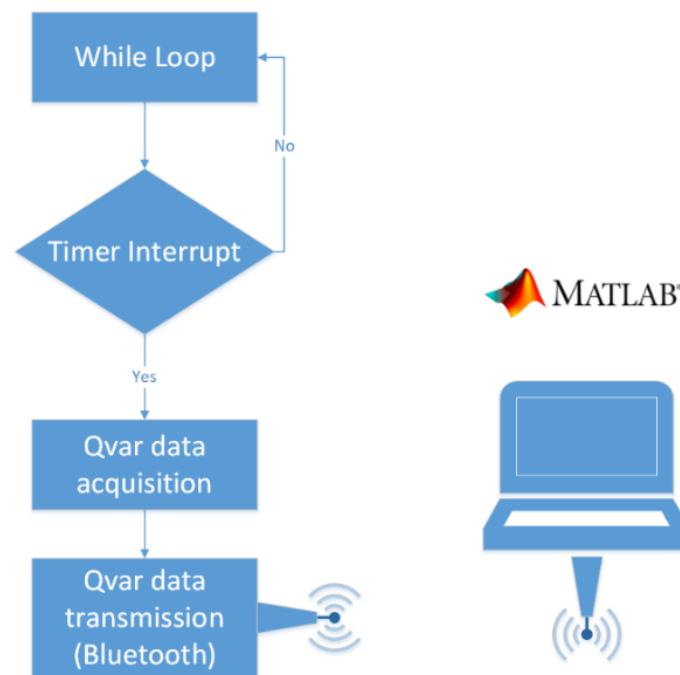 While Loop
No
Timer Interrupt
MATLAB®
Yes
Qvar data
acquisition
Qvar data
transmission
(Bluetooth)